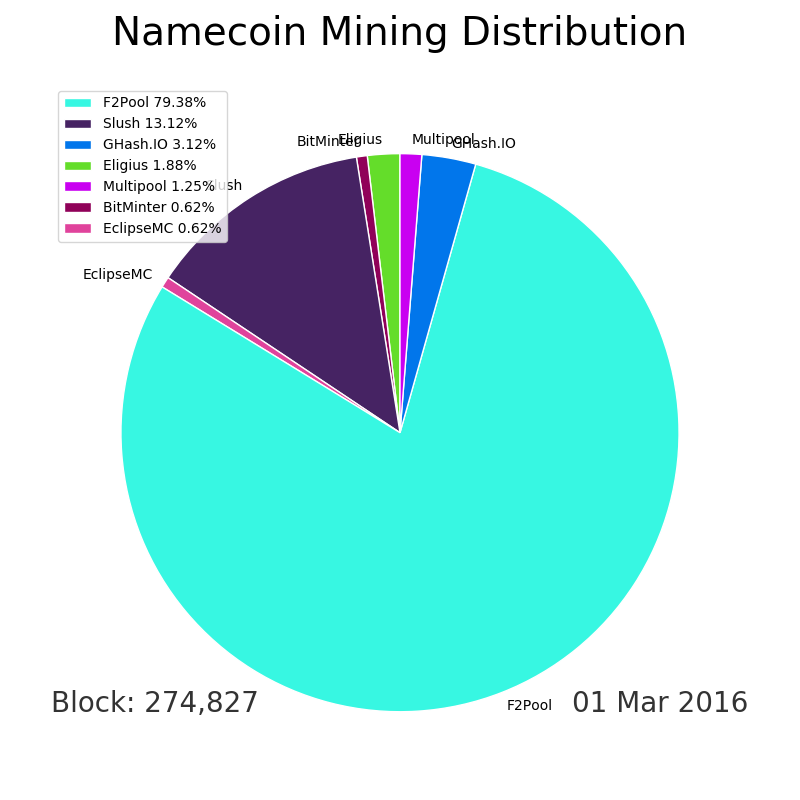 Namecoin Mining Distribution
F2Pool 79.38%
Slush 13.12%
GHash.IO 3.12%
Eligius 1.88%
Multipool 1.25%
BitMinter 0.62%
EclipseMC 0.62%
BitMinter
Eligius
Multipool
GHash.IO
Slush
EclipseMC
F2Pool
Block: 274,827
01 Mar 2016